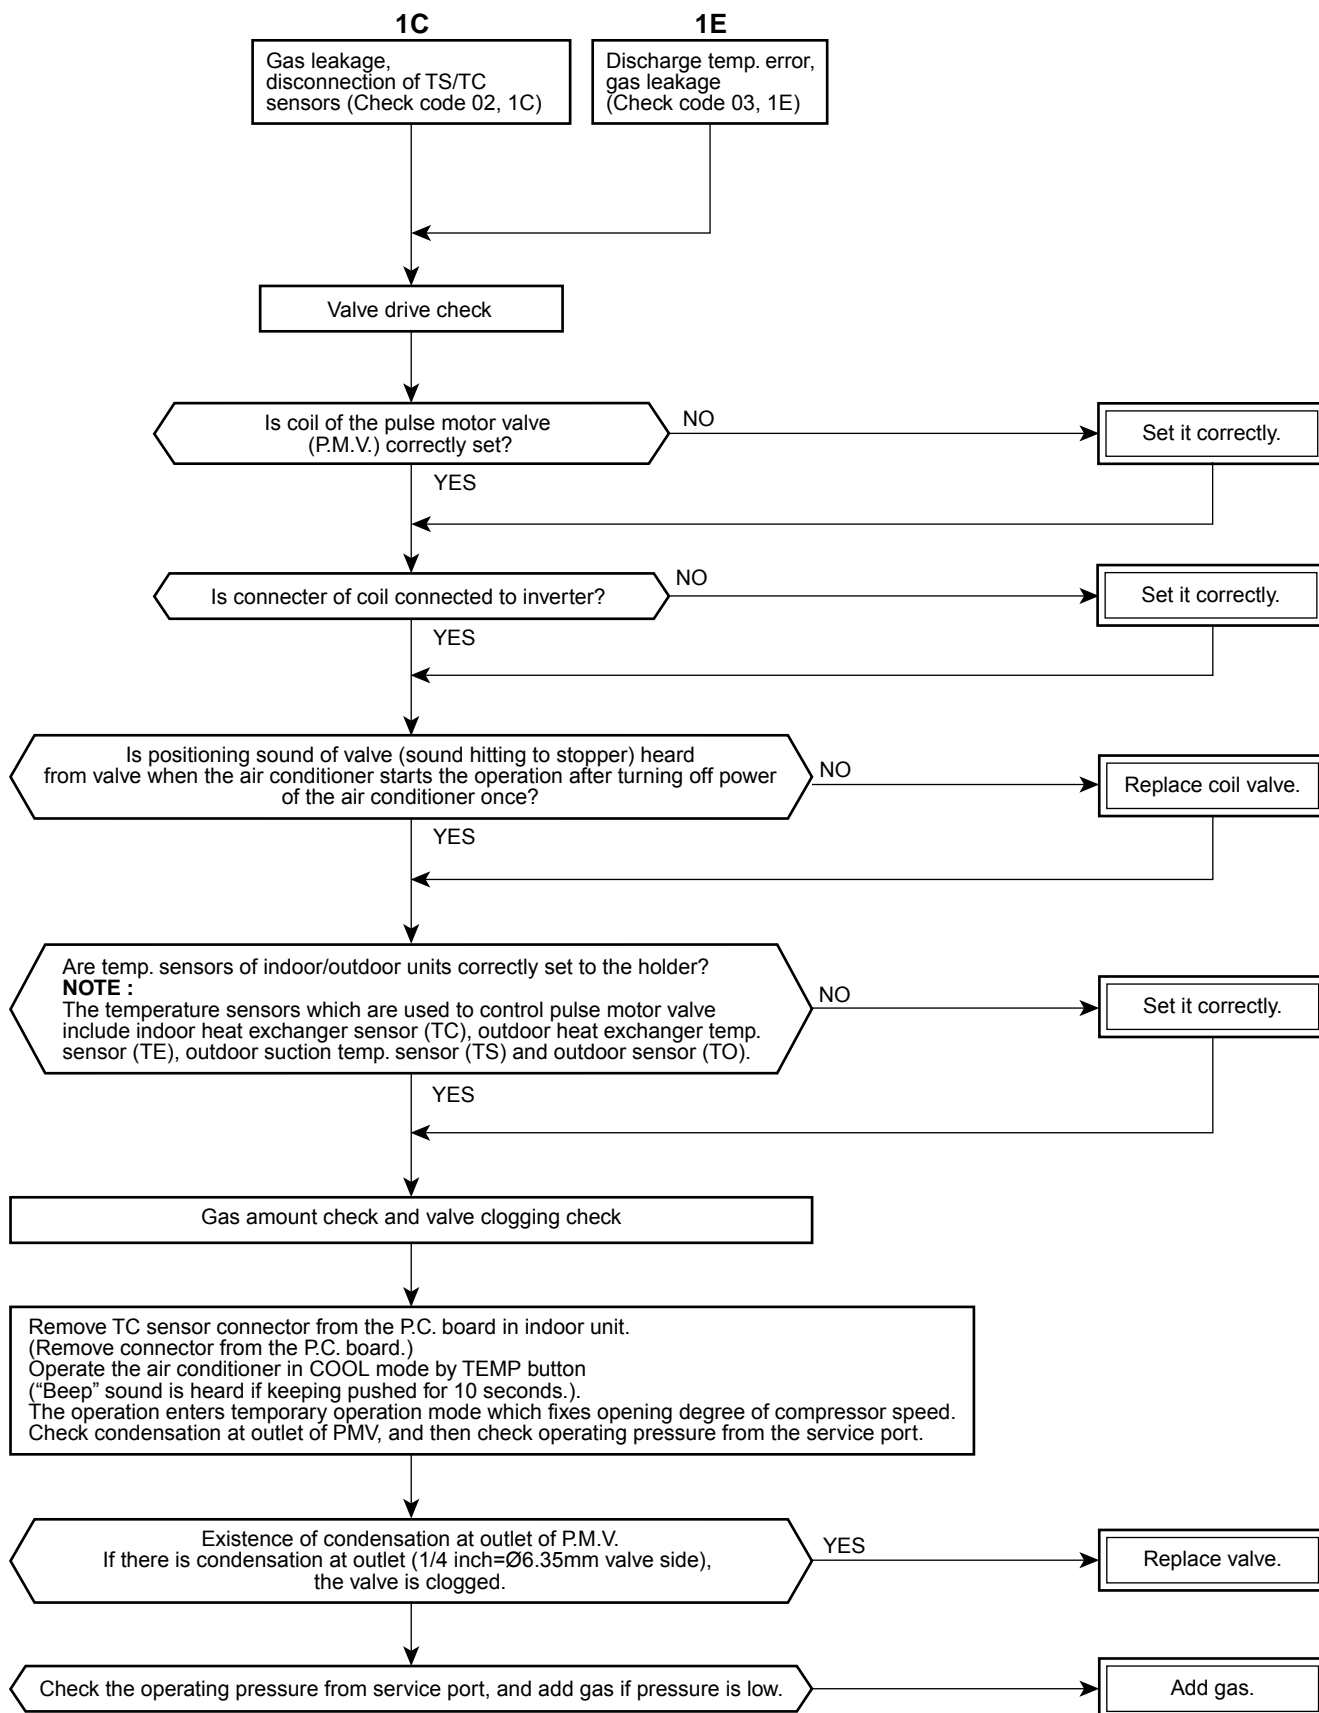 1C
Gas leakage,
disconnection of TS/TC
sensors (Check code 02, 1C)
1E
Discharge temp. error,
gas leakage
(Check code 03, 1E)
Valve drive check
Is coil of the pulse motor valve
(P.M.V.) correctly set?
NO
Set it correctly.
YES
Is connecter of coil connected to inverter?
NO
Set it correctly.
YES
Is positioning sound of valve (sound hitting to stopper) heard
from valve when the air conditioner starts the operation after turning off power
of the air conditioner once?
NO
Replace coil valve.
YES
Are temp. sensors of indoor/outdoor units correctly set to the holder?
NOTE :
The temperature sensors which are used to control pulse motor valve
include indoor heat exchanger sensor (TC), outdoor heat exchanger temp.
sensor (TE), outdoor suction temp. sensor (TS) and outdoor sensor (TO).
NO
Set it correctly.
YES
Gas amount check and valve clogging check
Remove TC sensor connector from the P.C. board in indoor unit.
(Remove connector from the P.C. board.)
Operate the air conditioner in COOL mode by TEMP button
(“Beep” sound is heard if keeping pushed for 10 seconds.).
The operation enters temporary operation mode which fixes opening degree of compressor speed.
Check condensation at outlet of PMV, and then check operating pressure from the service port.
Existence of condensation at outlet of P.M.V.
If there is condensation at outlet (1/4 inch=Ø6.35mm valve side),
the valve is clogged.
YES
Replace valve.
Check the operating pressure from service port, and add gas if pressure is low.
Add gas.